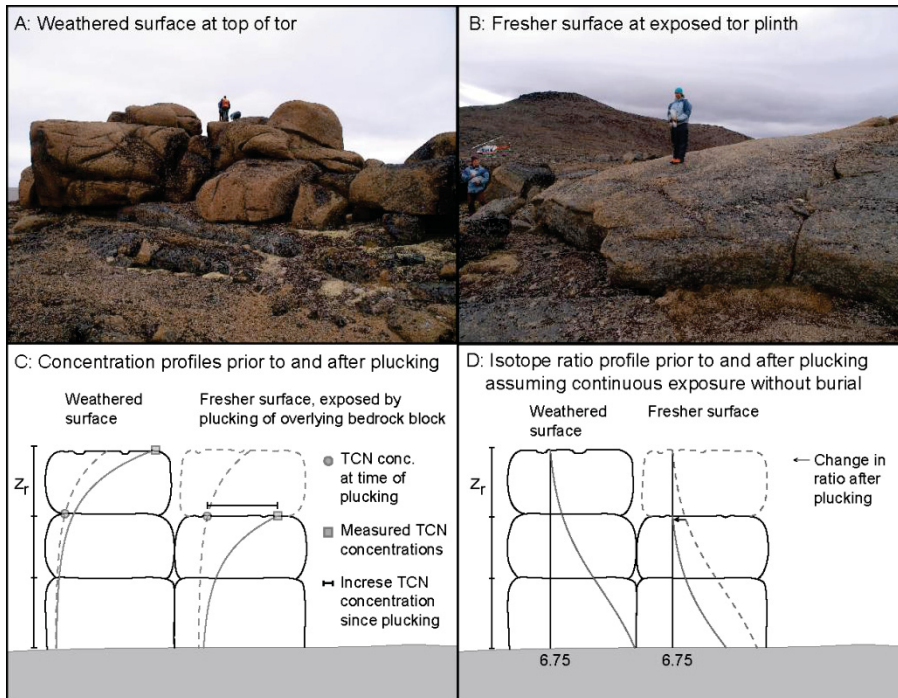 A: Weathered surface at top of tor
B: Fresher surface at exposed tor plinth
C: Concentration profiles prior to and after plucking
Weathered
surface
Fresher surface, exposed by
plucking of overlying bedrock block
zr
TCN conc.
at time of
plucking
Measured TCN
concentrations
Increse TCN
concentration
since plucking
D: Isotope ratio profile prior to and after plucking
assuming continuous exposure without burial
Weathered
surface
Fresher surface
zr
Change in
ratio after
plucking
6.75
6.75